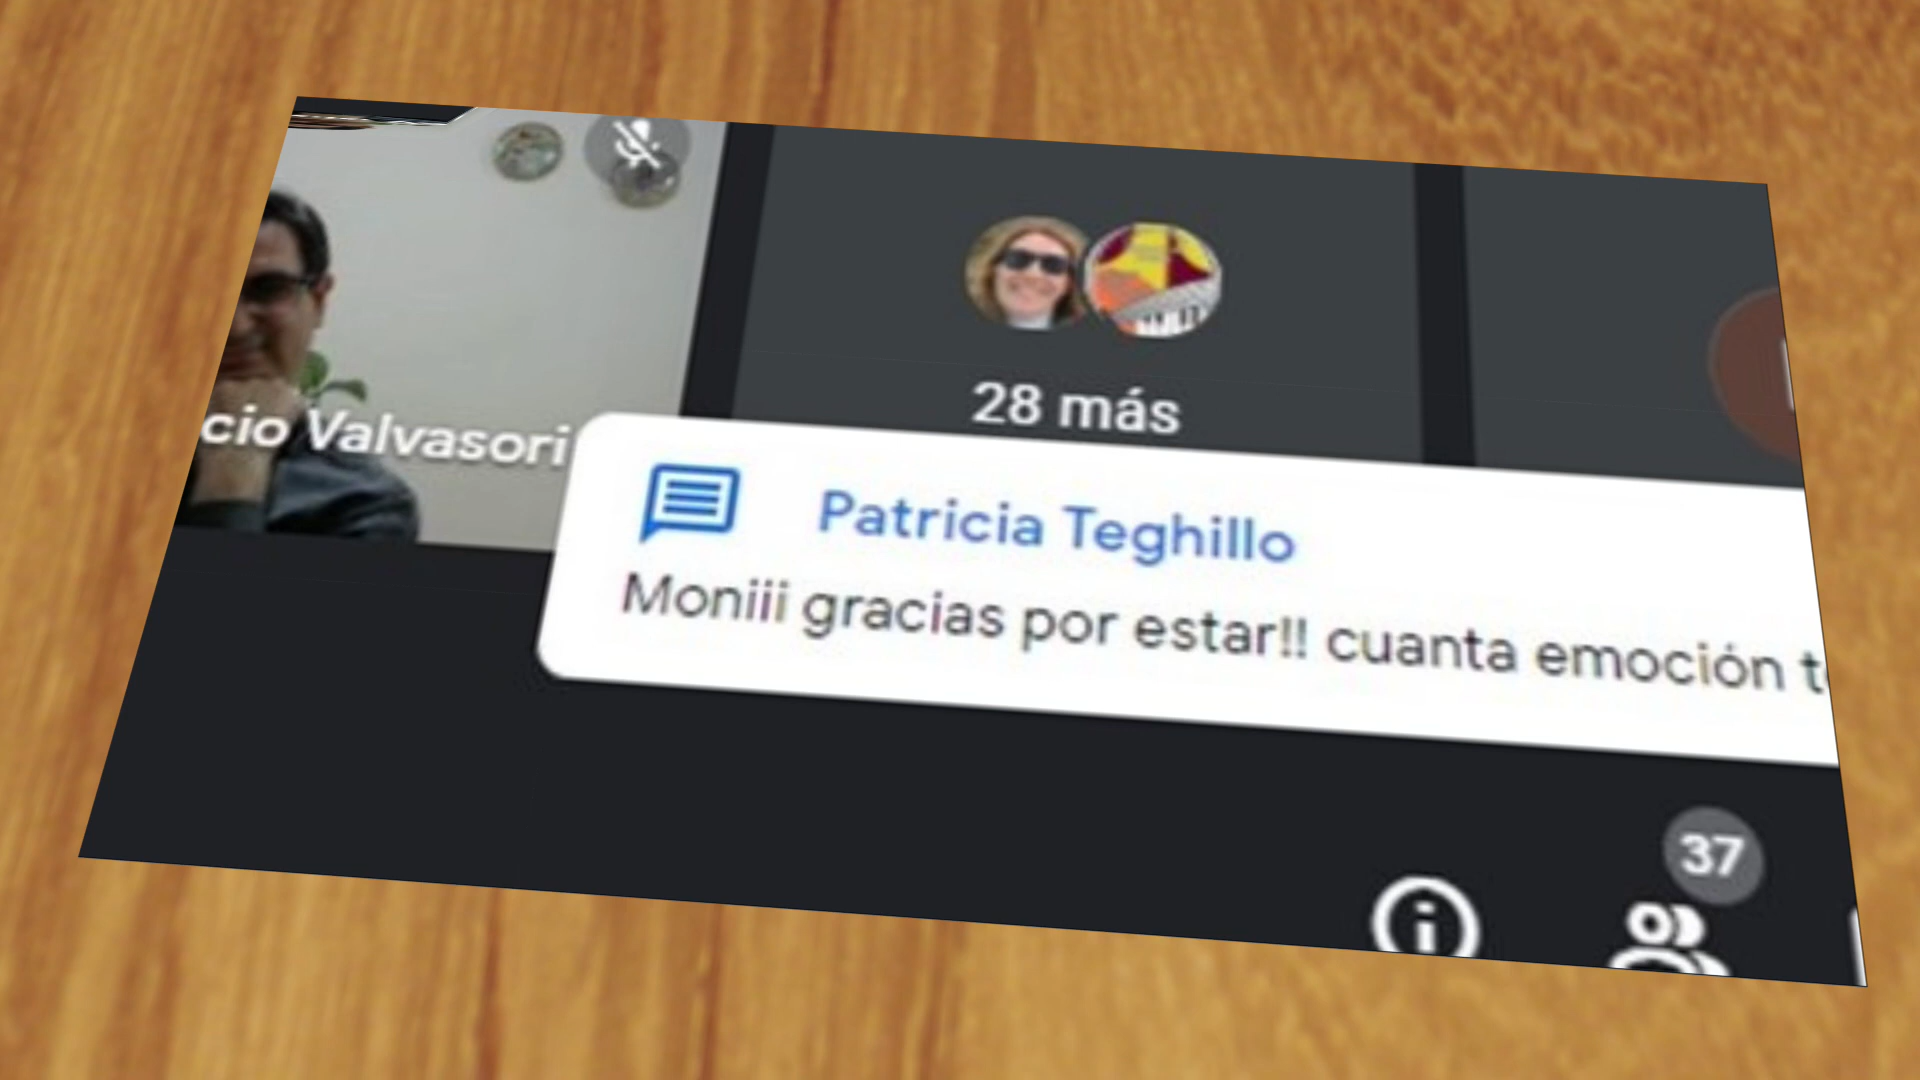 28 más
cio Valvasori
Patricia Teghillo
Moniii gracias por estar!! cuanta emoción
37